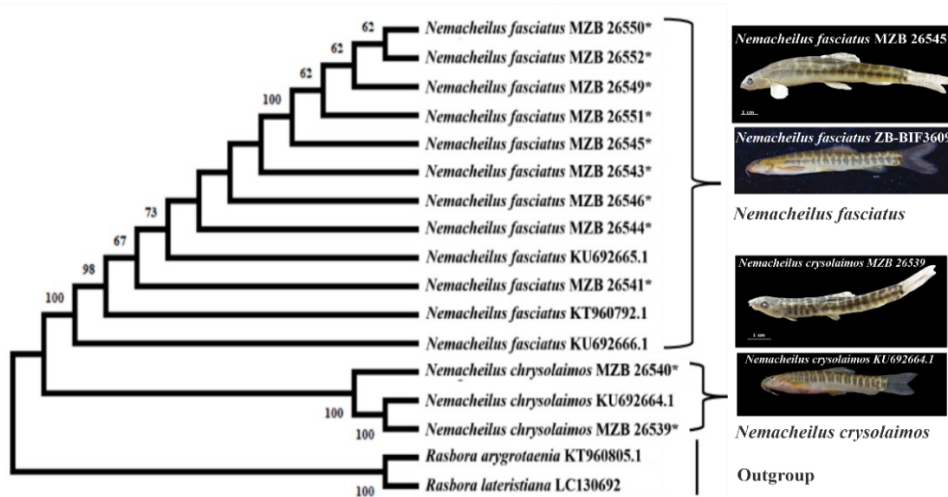 62
Nemacheilus fasciatus MZB 26550*
62
Nemacheilus fasciatus MZB 26552*
62
Nemacheilus fasciatus MZB 26549*
100
Nemacheilus fasciatus MZB 26551*
Nemacheilus fasciatus MZB 26545*
Nemacheilus fasciatus MZB 26543*
73
Nemacheilus fasciatus MZB 26546*
67
Nemacheilus fasciatus MZB 26544*
98
Nemacheilus fasciatus KU692665.1
100
Nemacheilus fasciatus MZB 26541*
Nemacheilus fasciatus KT960792.1
Nemacheilus fasciatus KU692666.1
Nemacheilus chrysolaimos MZB 26540*
100
Nemacheilus chrysolaimos KU692664.1
100
Nemacheilus chrysolaimos MZB 26539*
Rasbora arygrotaenia KT960805.1
100
Rasbora lateristiana LC130692
Nemacheilus fasciatus MZB 26545
1 cm
Nemacheilus fasciatus ZB-BIF3609
Nemacheilus fasciatus
Nemacheilus crysolaimos MZB 26539
1 cm
Nemacheilus crysolaimos KU692664.1
Nemacheilus crysolaimos
Outgroup